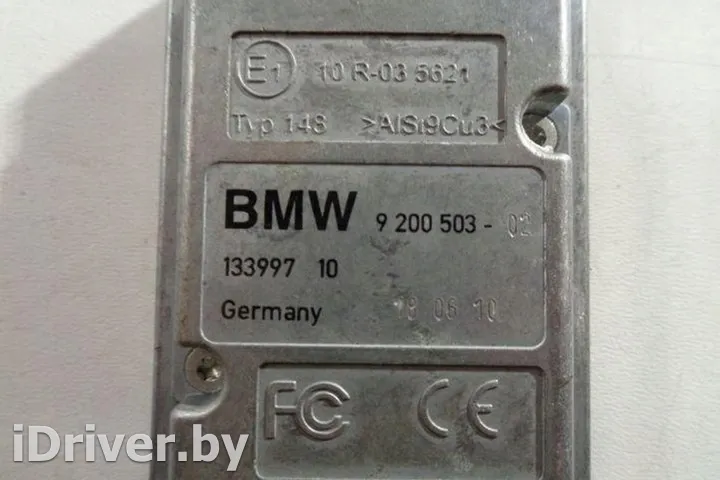 E1 10 R-03 5621
Typ 148 >AlSi9Cu3<
BMW 9 200 503 - 02
133997 10
Germany 18 06 10
FC CE
iDriver.by